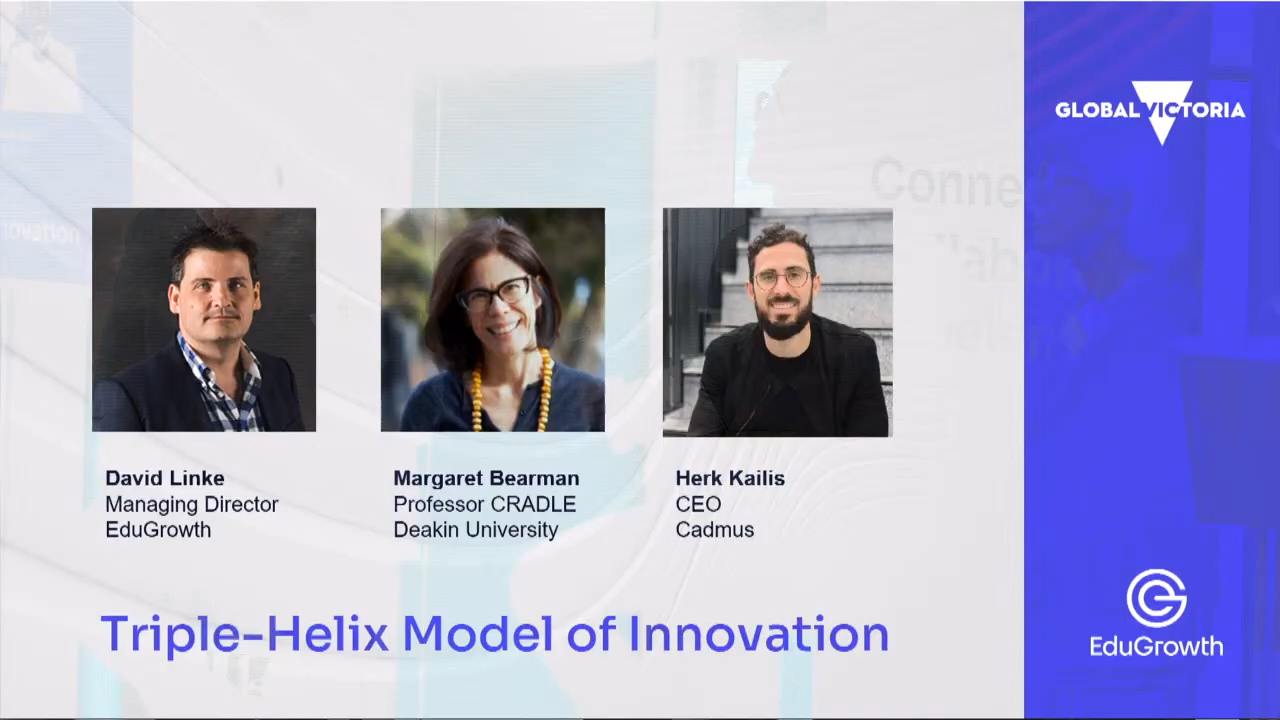 GLOBAL VICTORIA
Conne
David Linke
Managing Director
EduGrowth
Margaret Bearman
Professor CRADLE
Deakin University
Herk Kailis
CEO
Cadmus
Triple-Helix Model of Innovation
EduGrowth